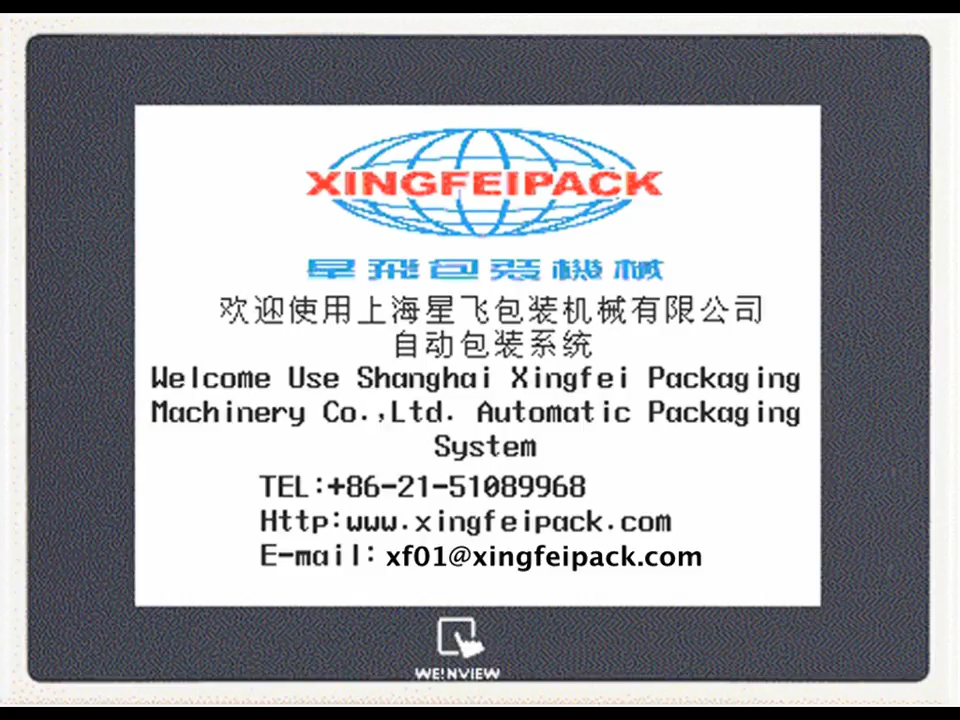 XINGFEIPACK
星飛包装機械
欢迎使用上海星飞包装机械有限公司
自动包装系统
Welcome Use Shanghai Xingfei Packaging
Machinery Co.,Ltd. Automatic Packaging
System
TEL:+86-21-51089968
Http:www.xingfeipack.com
E-mail: xf01@xingfeipack.com
WE!NVIEW